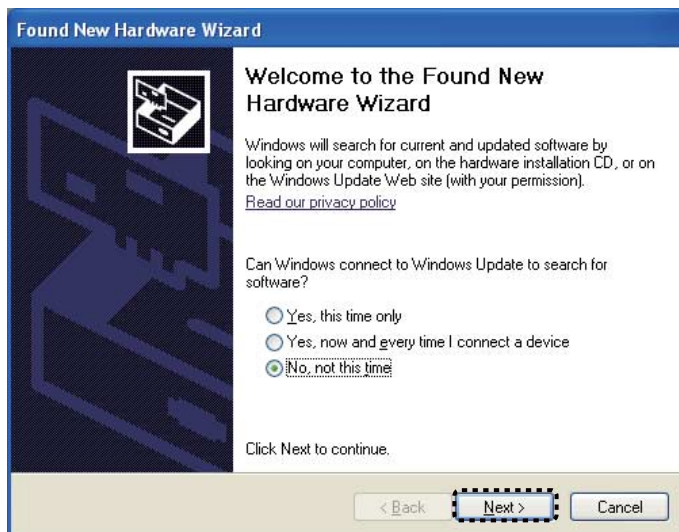 Found New Hardware Wizard
Welcome to the Found New
Hardware Wizard
Windows will search for current and updated software by
looking on your computer, on the hardware installation CD, or on
the Windows Update Web site (with your permission).
Read our privacy policy
Can Windows connect to Windows Update to search for
software?
Yes, this time only
Yes, now and every time I connect a device
No, not this time
Click Next to continue.
< Back Next > Cancel